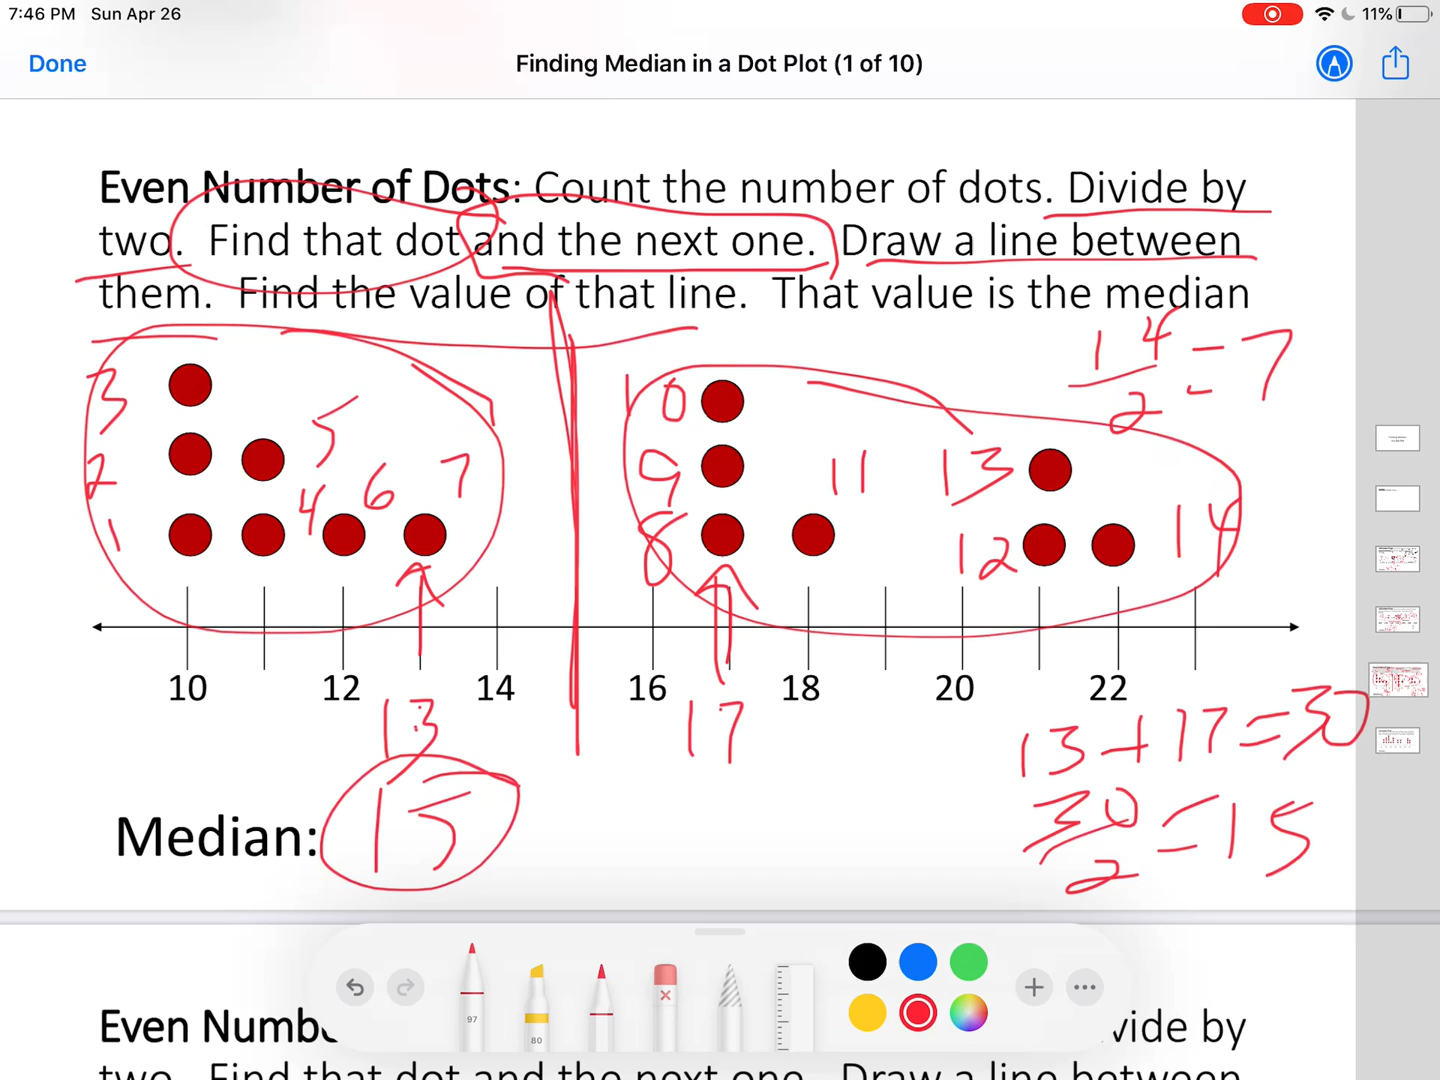 7:46 PM Sun Apr 26 11%
Done Finding Median in a Dot Plot (1 of 10)
Even Number of Dots: Count the number of dots. Divide by
two. Find that dot and the next one. Draw a line between
them. Find the value of that line. That value is the median
14/2 = 7
3 5 10
2 6 7 9 11 13
1 4 8 12 14
10 12 14 16 18 20 22
13 17 13+17=30
Median: 15 30/2=15
97 80
Even Numb vide by
two. Find that dot and the next one. Draw a line between